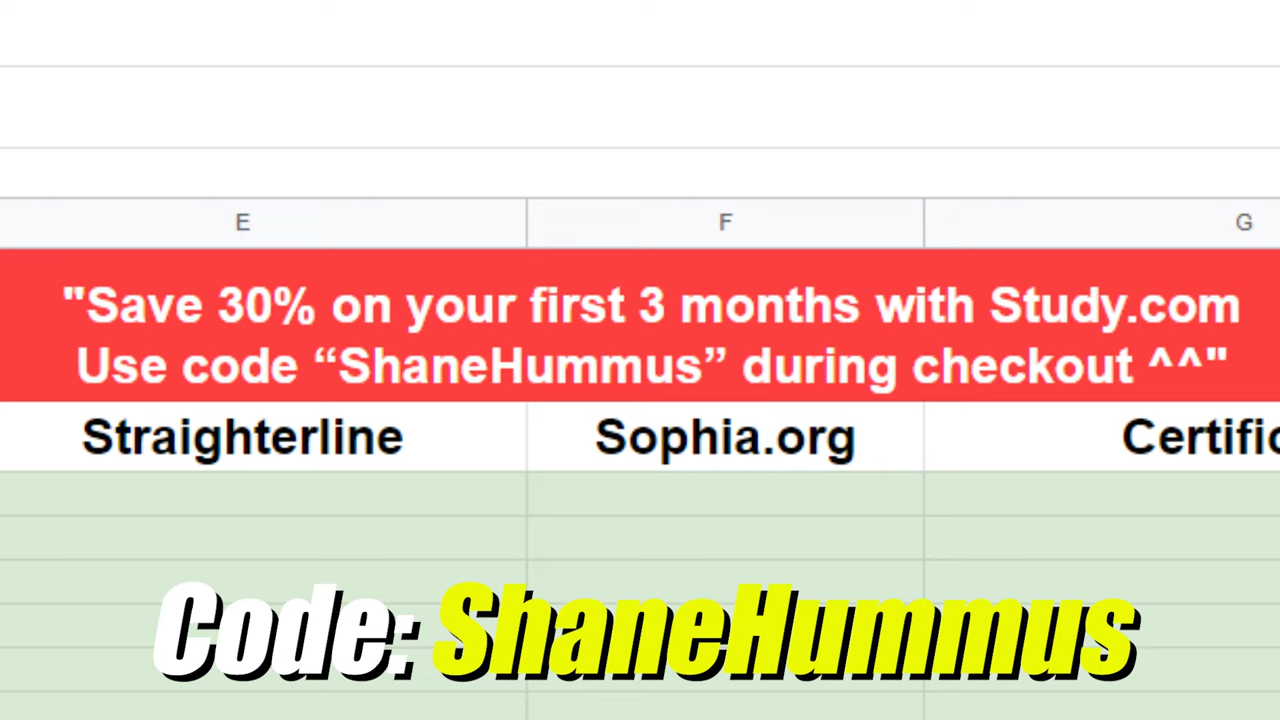 E F G
"Save 30% on your first 3 months with Study.com
Use code “ShaneHummus” during checkout ^^"
Straighterline Sophia.org Certific
Code: ShaneHummus